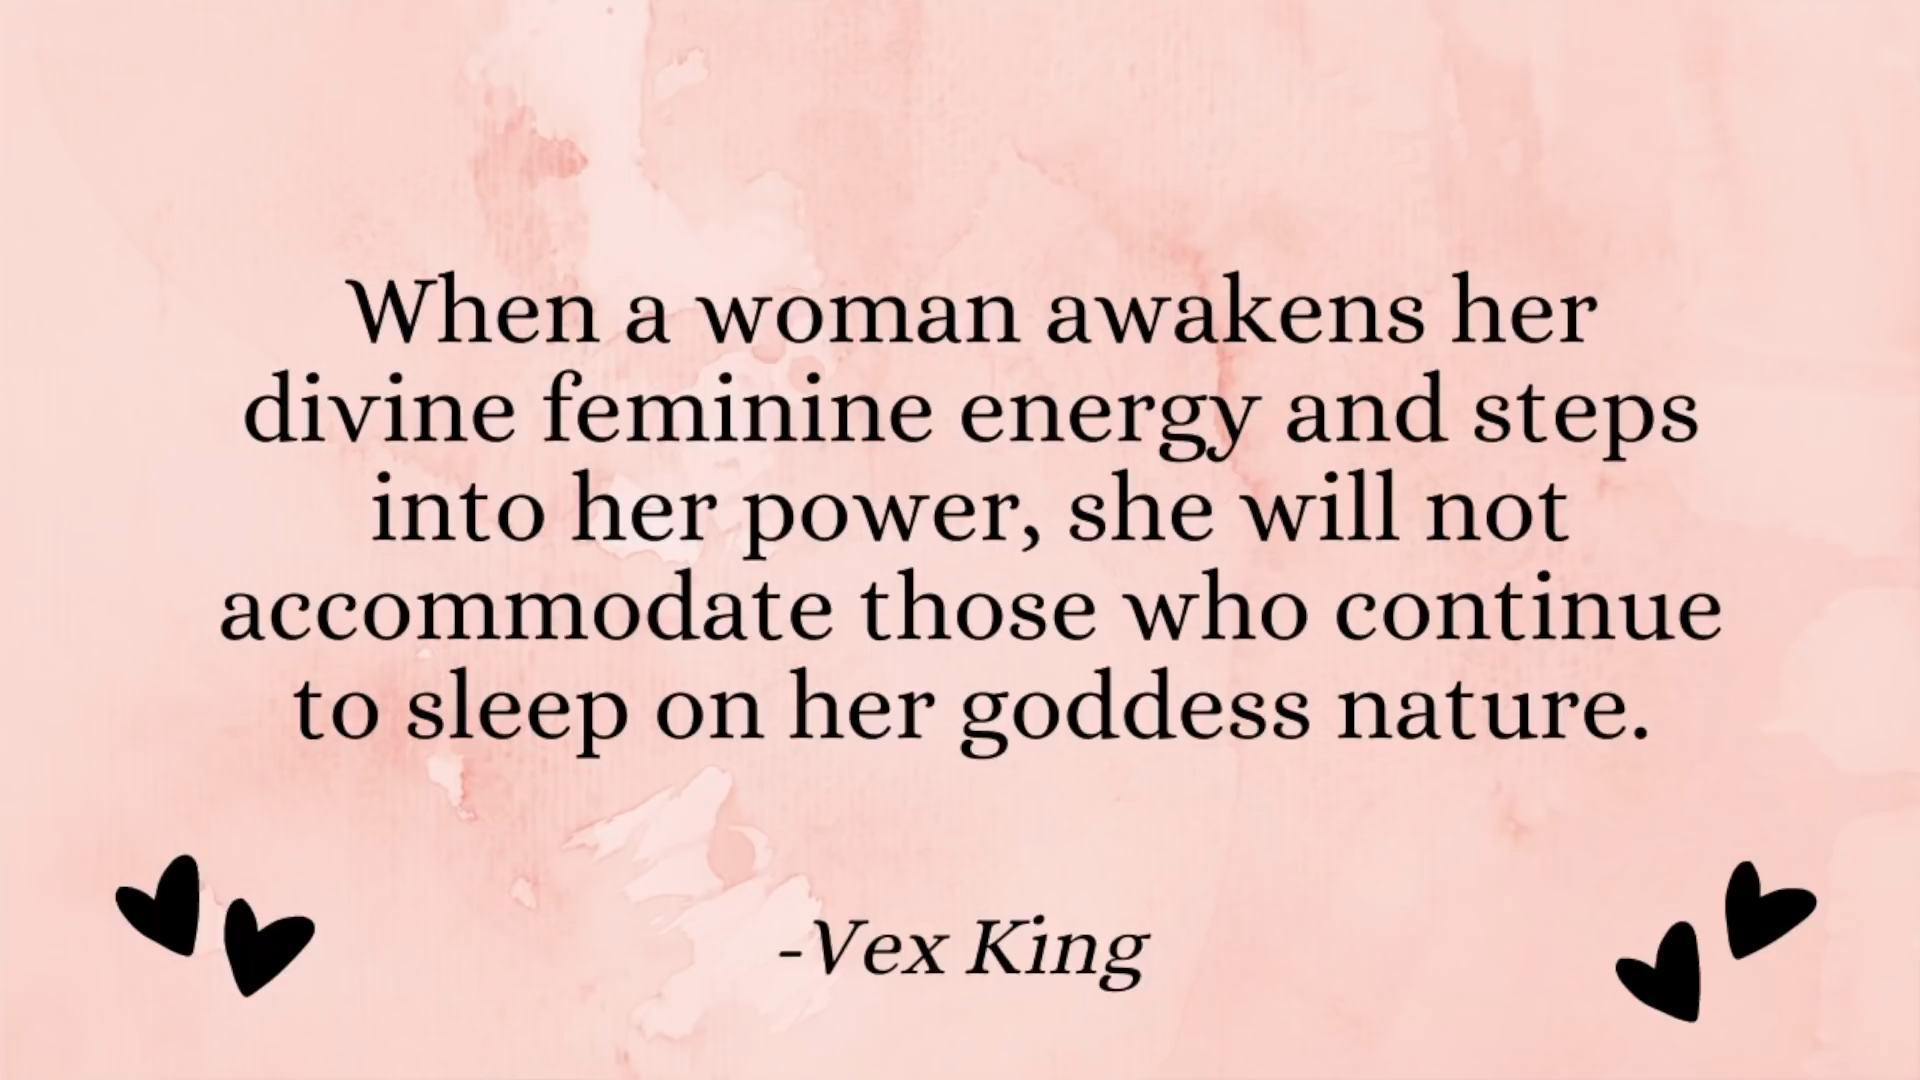 When a woman awakens her
divine feminine energy and steps
into her power, she will not
accommodate those who continue
to sleep on her goddess nature.
-Vex King